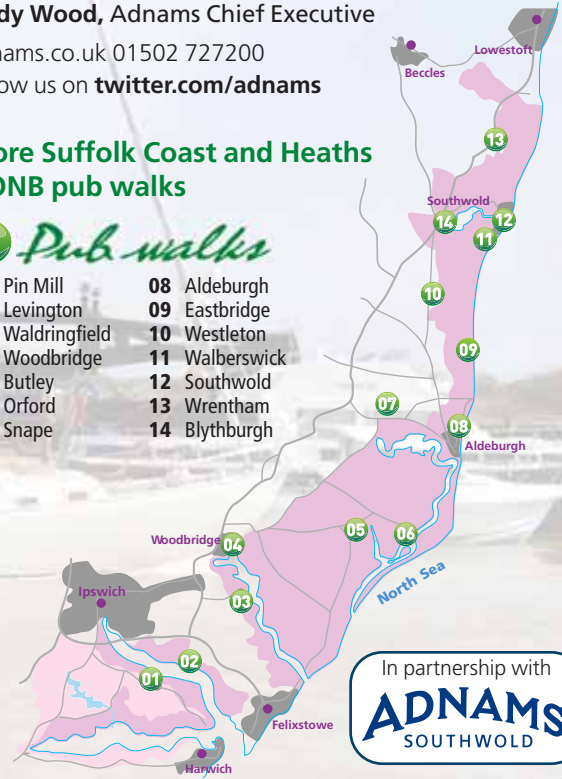 dy Wood, Adnams Chief Executive
nams.co.uk 01502 727200
ow us on twitter.com/adnams
ore Suffolk Coast and Heaths
ONB pub walks
Pub walks
Pin Mill
Levington
Waldringfield
Woodbridge
Butley
Orford
Snape
08 Aldeburgh
09 Eastbridge
10 Westleton
11 Walberswick
12 Southwold
13 Wrentham
14 Blythburgh
Lowestoft
Beccles
13
Southwold
14
12
11
10
09
07
08
Aldeburgh
Woodbridge
04
05
06
North Sea
Ipswich
03
02
01
Felixstowe
Harwich
In partnership with
ADNAMS
SOUTHWOLD